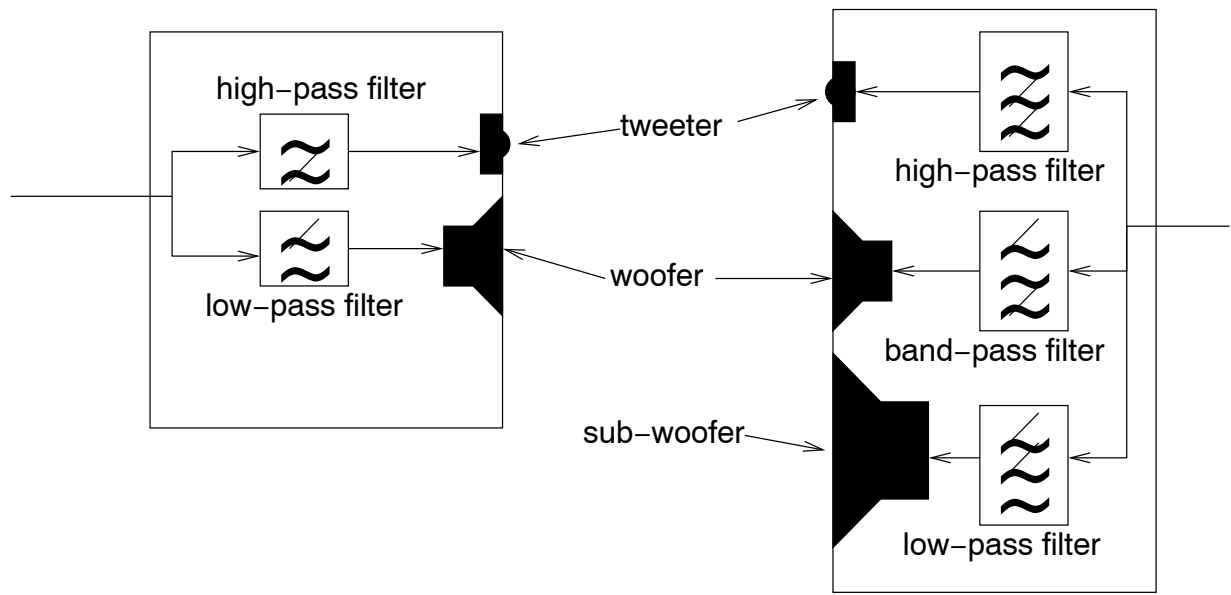 high−pass filter
tweeter
high−pass filter
woofer
low−pass filter
band−pass filter
sub−woofer
low−pass filter